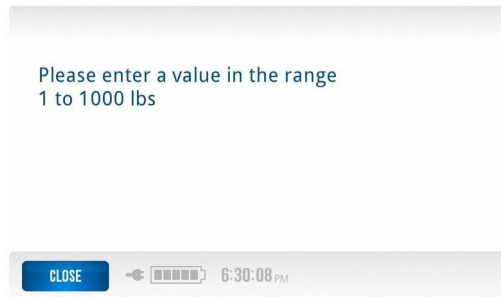 Please enter a value in the range
1 to 1000 lbs
CLOSE
6:30:08 PM